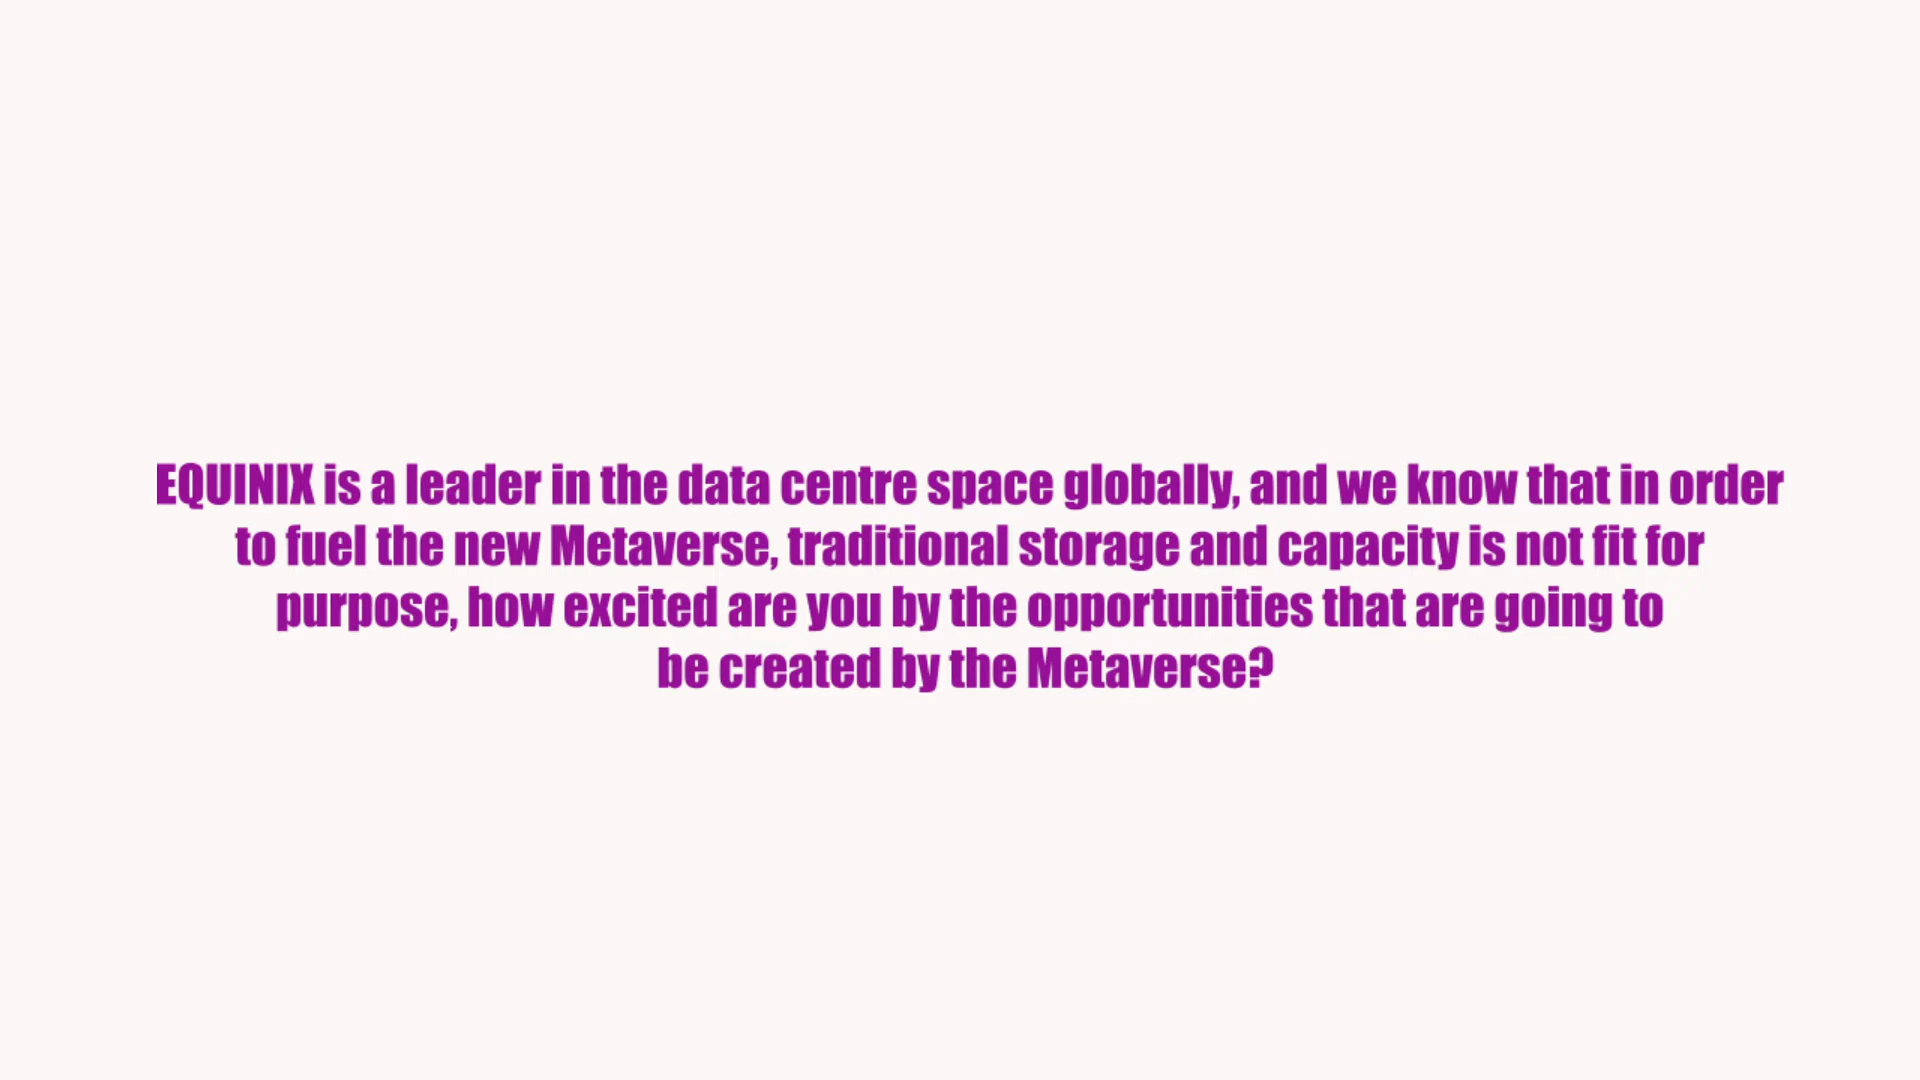 EQUINIX is a leader in the data centre space globally, and we know that in order
to fuel the new Metaverse, traditional storage and capacity is not fit for
purpose, how excited are you by the opportunities that are going to
be created by the Metaverse?